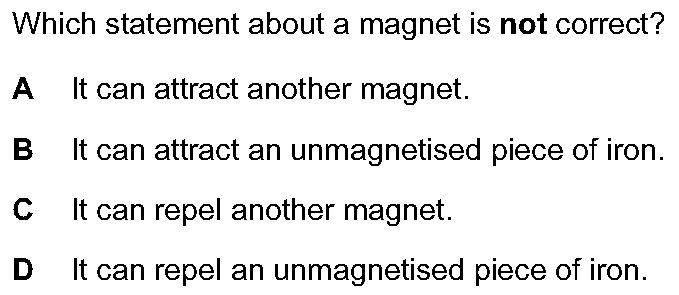 Which statement about a magnet is not correct?
A It can attract another magnet.
B It can attract an unmagnetised piece of iron.
C It can repel another magnet.
D It can repel an unmagnetised piece of iron.